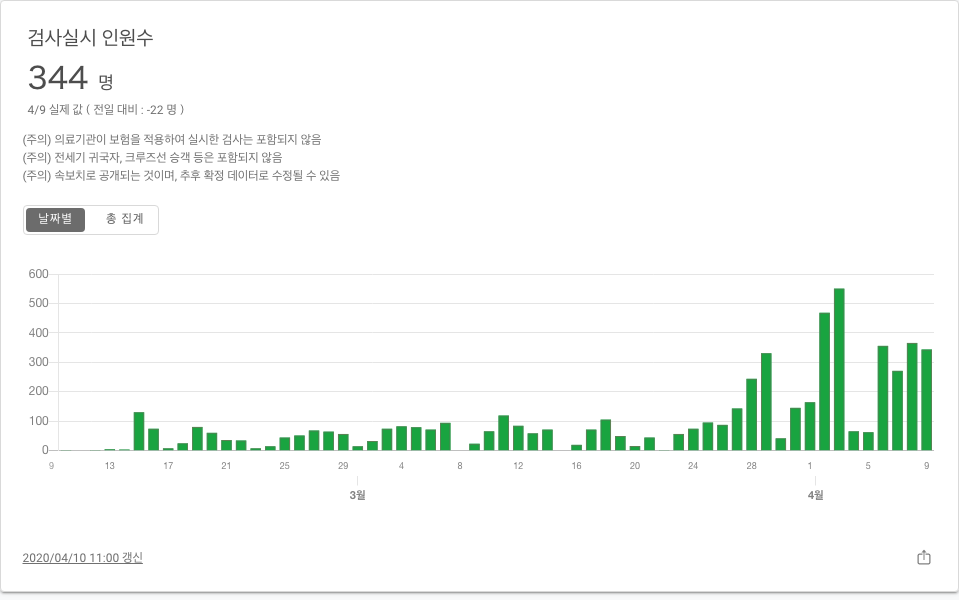 검사실시 인원수
344 명
4/9 실제 값 ( 전일 대비 : -22 명 )
(주의) 의료기관이 보험을 적용하여 실시한 검사는 포함되지 않음
(주의) 전세기 귀국자, 크루즈선 승객 등은 포함되지 않음
(주의) 속보치로 공개되는 것이며, 추후 확정 데이터로 수정될 수 있음
날짜별 총 집계
600
500
400
300
200
100
0
9 13 17 21 25 29 4 8 12 16 20 24 28 1 5 9
3월 4월
2020/04/10 11:00 갱신